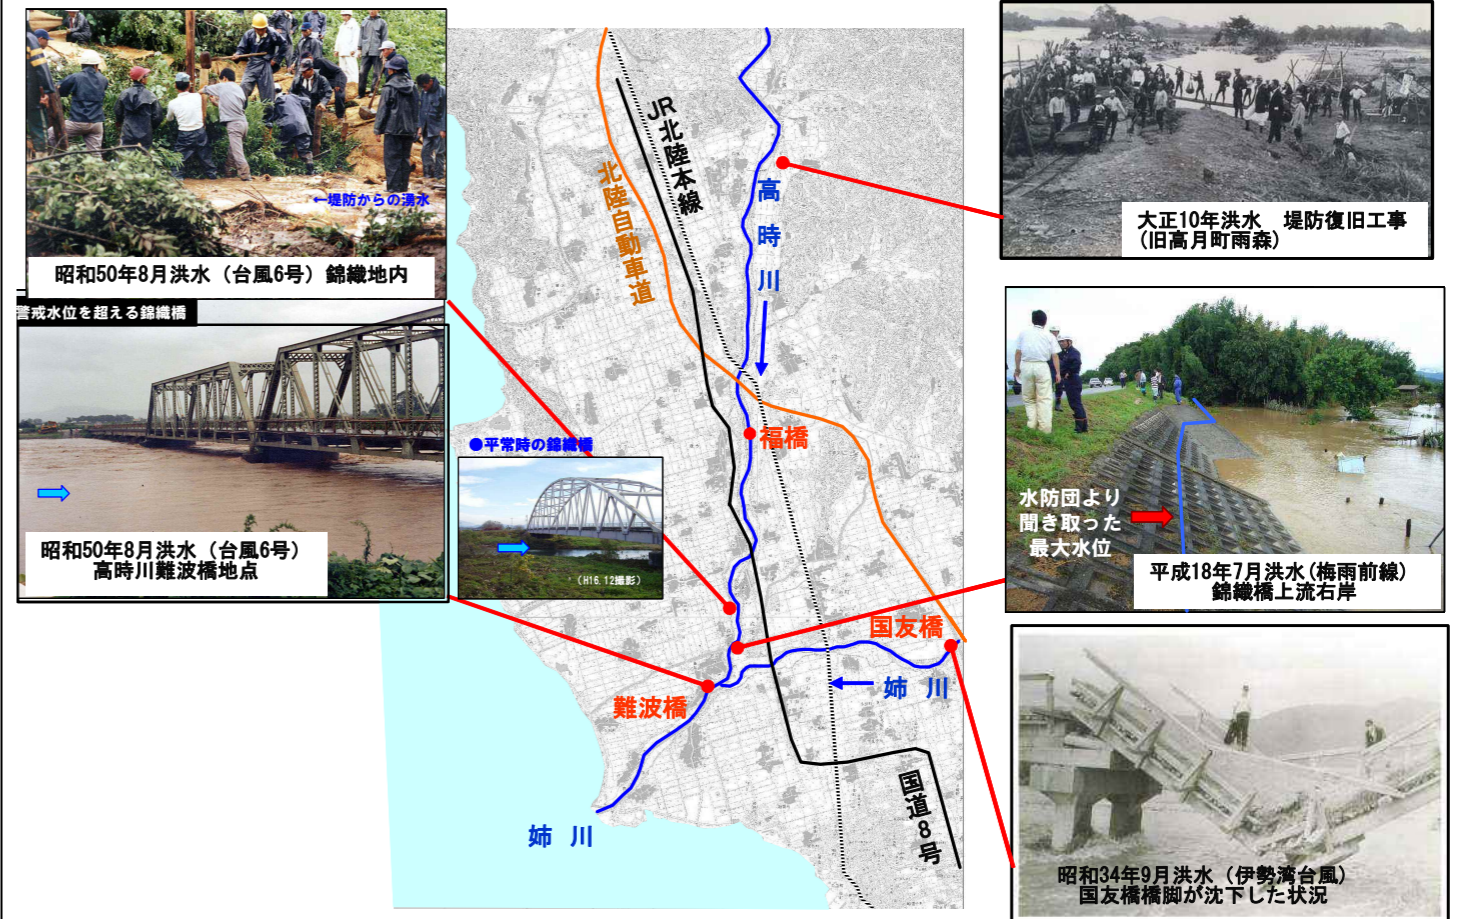 ←堤防からの湧水
昭和50年8月洪水（台風6号）錦織地内
警戒水位を超える錦織橋
昭和50年8月洪水（台風6号）
高時川難波橋地点
●平常時の錦織橋
（H16.12撮影）
JR北陸本線
北陸自動車道
高時川
福橋
国友橋
難波橋
姉川
姉川
国道8号
大正10年洪水　堤防復旧工事
(旧高月町雨森)
水防団より
聞き取った
最大水位
平成18年7月洪水(梅雨前線)
錦織橋上流右岸
昭和34年9月洪水（伊勢湾台風）
国友橋橋脚が沈下した状況